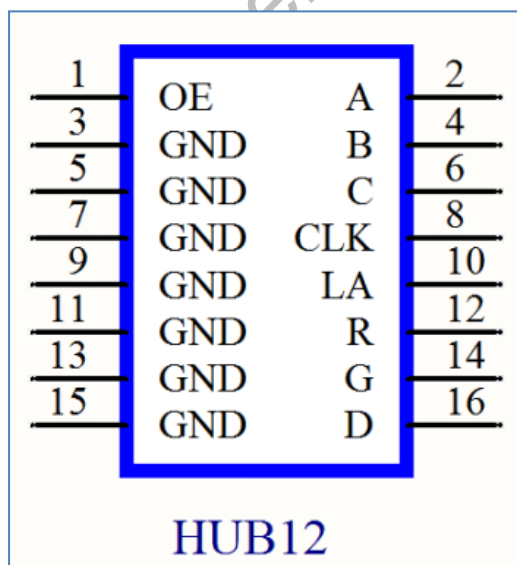 1 OE A 2
3 GND B 4
5 GND C 6
7 GND CLK 8
9 GND LA 10
11 GND R 12
13 GND G 14
15 GND D 16
HUB12